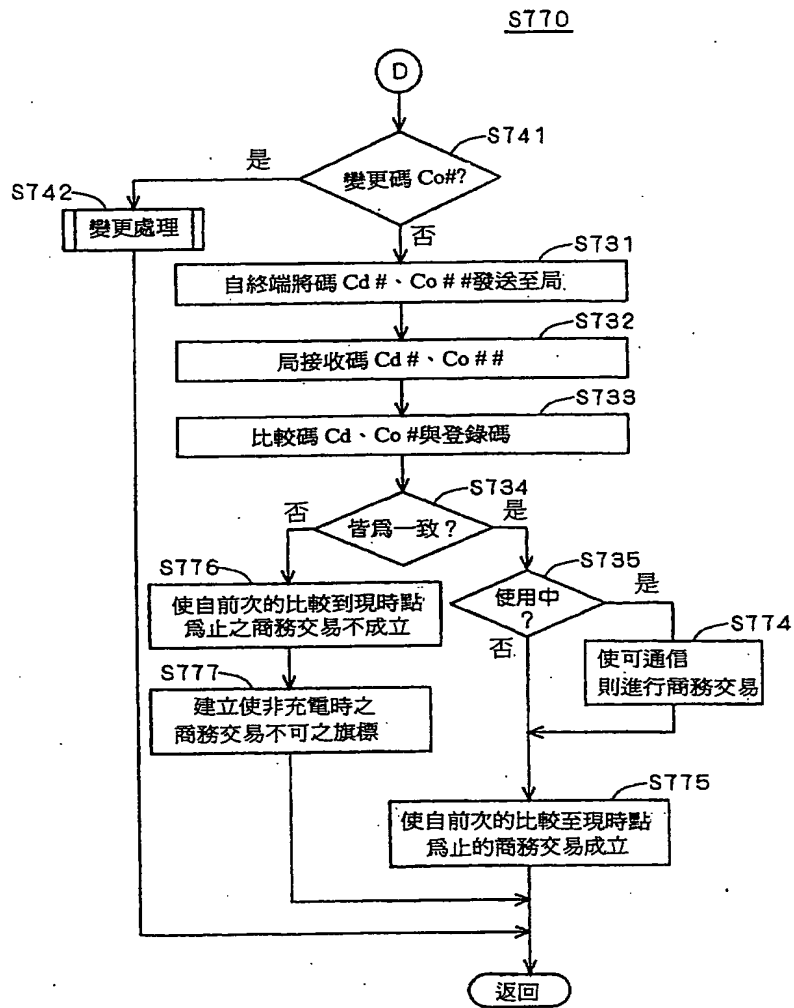 S770
D
S741
是
變更碼 Co#?
S742
變更處理
否
S731
自終端將碼 Cd #、Co # #發送至局
S732
局接收碼 Cd #、Co # #
S733
比較碼 Cd、Co #與登錄碼
S734
否
是
皆爲一致？
S776
S735
使自前次的比較到現時點
爲止之商務交易不成立
使用中
？
是
S774
否
使可通信
則進行商務交易
S777
建立使非充電時之
商務交易不可之旗標
S775
使自前次的比較至現時點
爲止的商務交易成立
返回